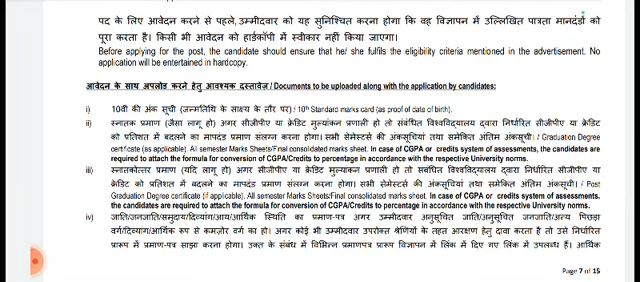 पद के लिए आवेदन करने से पहले, उम्मीदवार को यह सुनिश्चित करना होगा कि वह विज्ञापन में उल्लिखित पात्रता मानदंडों को
पूरा करता है। किसी भी आवेदन को हार्डकॉपी में स्वीकार नहीं किया जाएगा।
Before applying for the post, the candidate should ensure that he/ she fulfils the eligibility criteria mentioned in the advertisement. No
application will be entertained in hardcopy.
आवेदन के साथ अपलोड करने हेतु आवश्यक दस्तावेज़ / Documents to be uploaded along with the application by candidates:
i) 10वीं की अंक सूची (जन्मतिथि के साक्ष्य के तौर पर) / 10th Standard marks card (as proof of date of birth).
ii) स्नातक प्रमाण (जैसा लागू हो) अगर सीजीपीए या क्रेडिट मूल्यांकन प्रणाली हो तो संबंधित विश्वविद्यालय द्वारा निर्धारित सीजीपीए या क्रेडिट
को प्रतिशत में बदलने का मापदंड प्रमाण संलग्न करना होगा। सभी सेमेस्टर्स की अंकसूचियां तथा समेकित अंतिम अंकसूची। / Graduation Degree
certificate (as applicable). All semester Marks Sheets/Final consolidated marks sheet. In case of CGPA or credits system of assessments, the candidates are
required to attach the formula for conversion of CGPA/Credits to percentage in accordance with the respective University norms.
iii) स्नातकोत्तर प्रमाण (यदि लागू हो) अगर सीजीपीए या क्रेडिट मूल्यांकन प्रणाली हो तो संबंधित विश्वविद्यालय द्वारा निर्धारित सीजीपीए या
क्रेडिट को प्रतिशत में बदलने का मापदंड प्रमाण संलग्न करना होगा। सभी सेमेस्टर्स की अंकसूचियां तथा समेकित अंतिम अंकसूची। / Post
Graduation Degree certificate (if applicable). All semester Marks Sheets/Final consolidated marks sheet. In case of CGPA or credits system of assessments,
the candidates are required to attach the formula for conversion of CGPA/Credits to percentage in accordance with the respective University norms.
iv) जाति/जनजाति/समुदाय/दिव्यांग/आय/आर्थिक स्थिति का प्रमाण-पत्र अगर उम्मीदवार अनुसूचित जाति/अनुसूचित जनजाति/अन्य पिछड़ा
वर्ग/दिव्यांग/आर्थिक रूप से कमज़ोर वर्ग का हो। अगर कोई भी उम्मीदवार उपरोक्त श्रेणियों के तहत आरक्षण हेतु दावा करता है तो उसे निर्धारित
प्रारूप में प्रमाण-पत्र साझा करना होगा। उक्त के संबंध में विभिन्न प्रमाणपत्र प्रारूप विज्ञापन में लिंक में दिए गए लिंक में उपलब्ध हैं। आर्थिक
Page 7 of 15